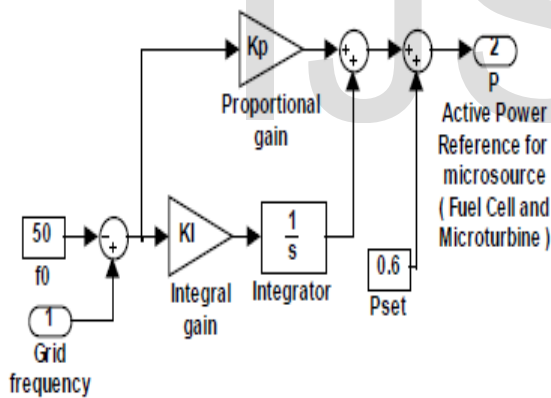 Kp
Proportional
gain
+
+
+
+
2
P
Active Power
Reference for
microsource
( Fuel Cell and
Microturbine )
50
f0
-
+
KI
Integral
gain
1
s
Integrator
0.6
Pset
1
Grid
frequency